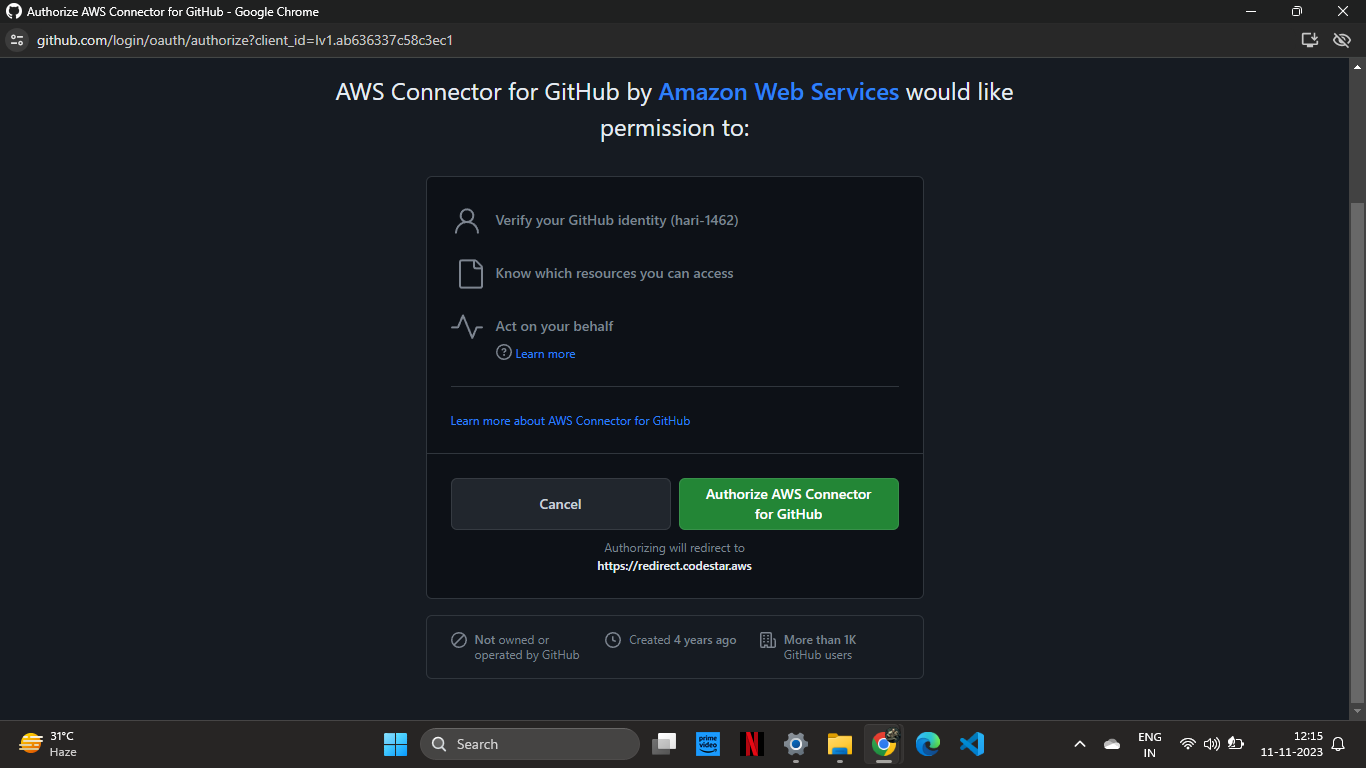 Authorize AWS Connector for GitHub - Google Chrome
github.com/login/oauth/authorize?client_id=Iv1.ab636337c58c3ec1
AWS Connector for GitHub by Amazon Web Services would like
permission to:
Verify your GitHub identity (hari-1462)
Know which resources you can access
Act on your behalf
Learn more
Learn more about AWS Connector for GitHub
Cancel
Authorize AWS Connector
for GitHub
Authorizing will redirect to
https://redirect.codestar.aws
Not owned or
operated by GitHub
Created 4 years ago
More than 1K
GitHub users
31°C
Haze
Search
prime
video
N
ENG
IN
12:15
11-11-2023